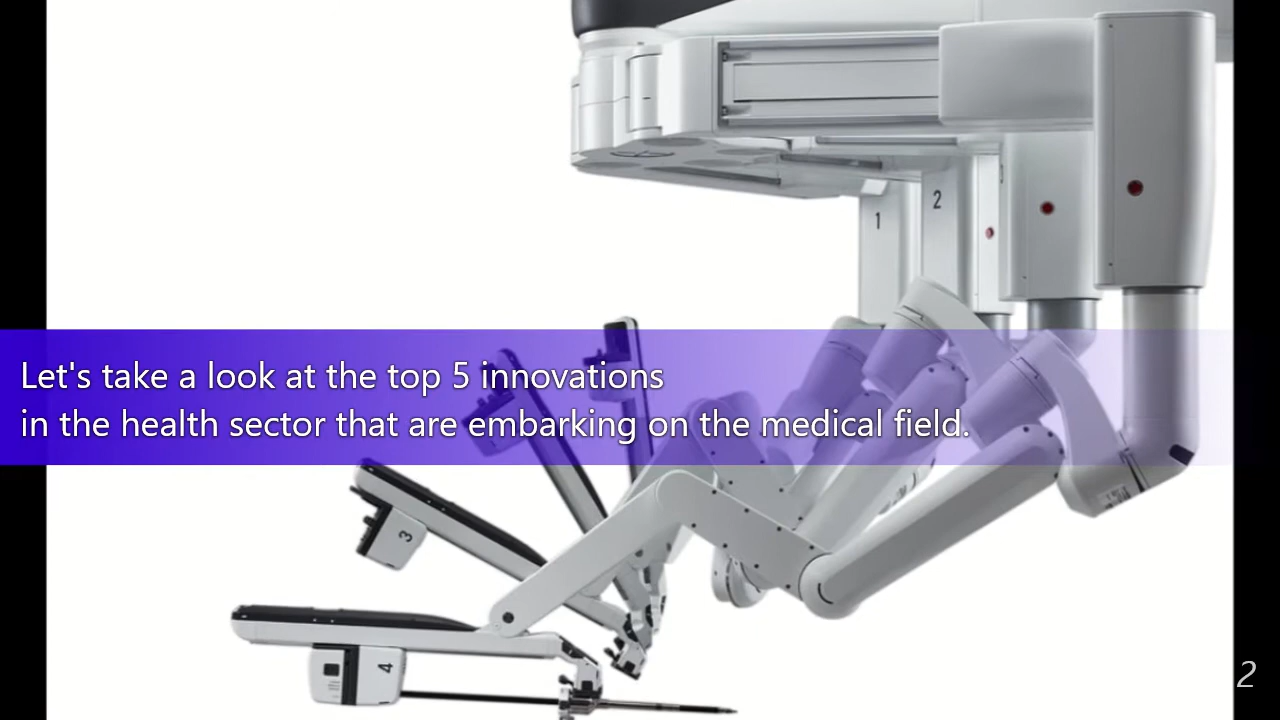 1
2
Let's take a look at the top 5 innovations
in the health sector that are embarking on the medical field.
3
4
2